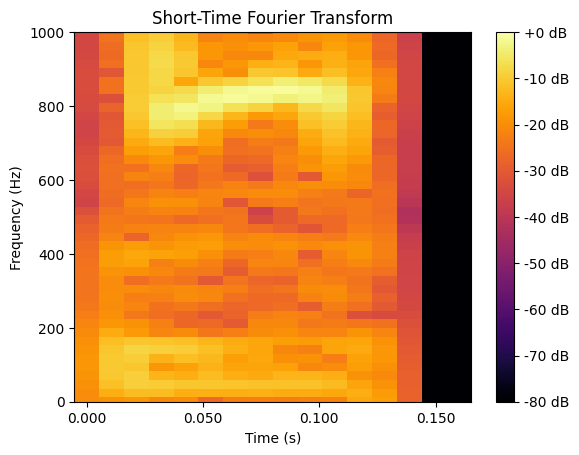 Short-Time Fourier Transform
1000
800
600
400
200
0
Frequency (Hz)
0.000
0.050
0.100
0.150
Time (s)
+0 dB
-10 dB
-20 dB
-30 dB
-40 dB
-50 dB
-60 dB
-70 dB
-80 dB